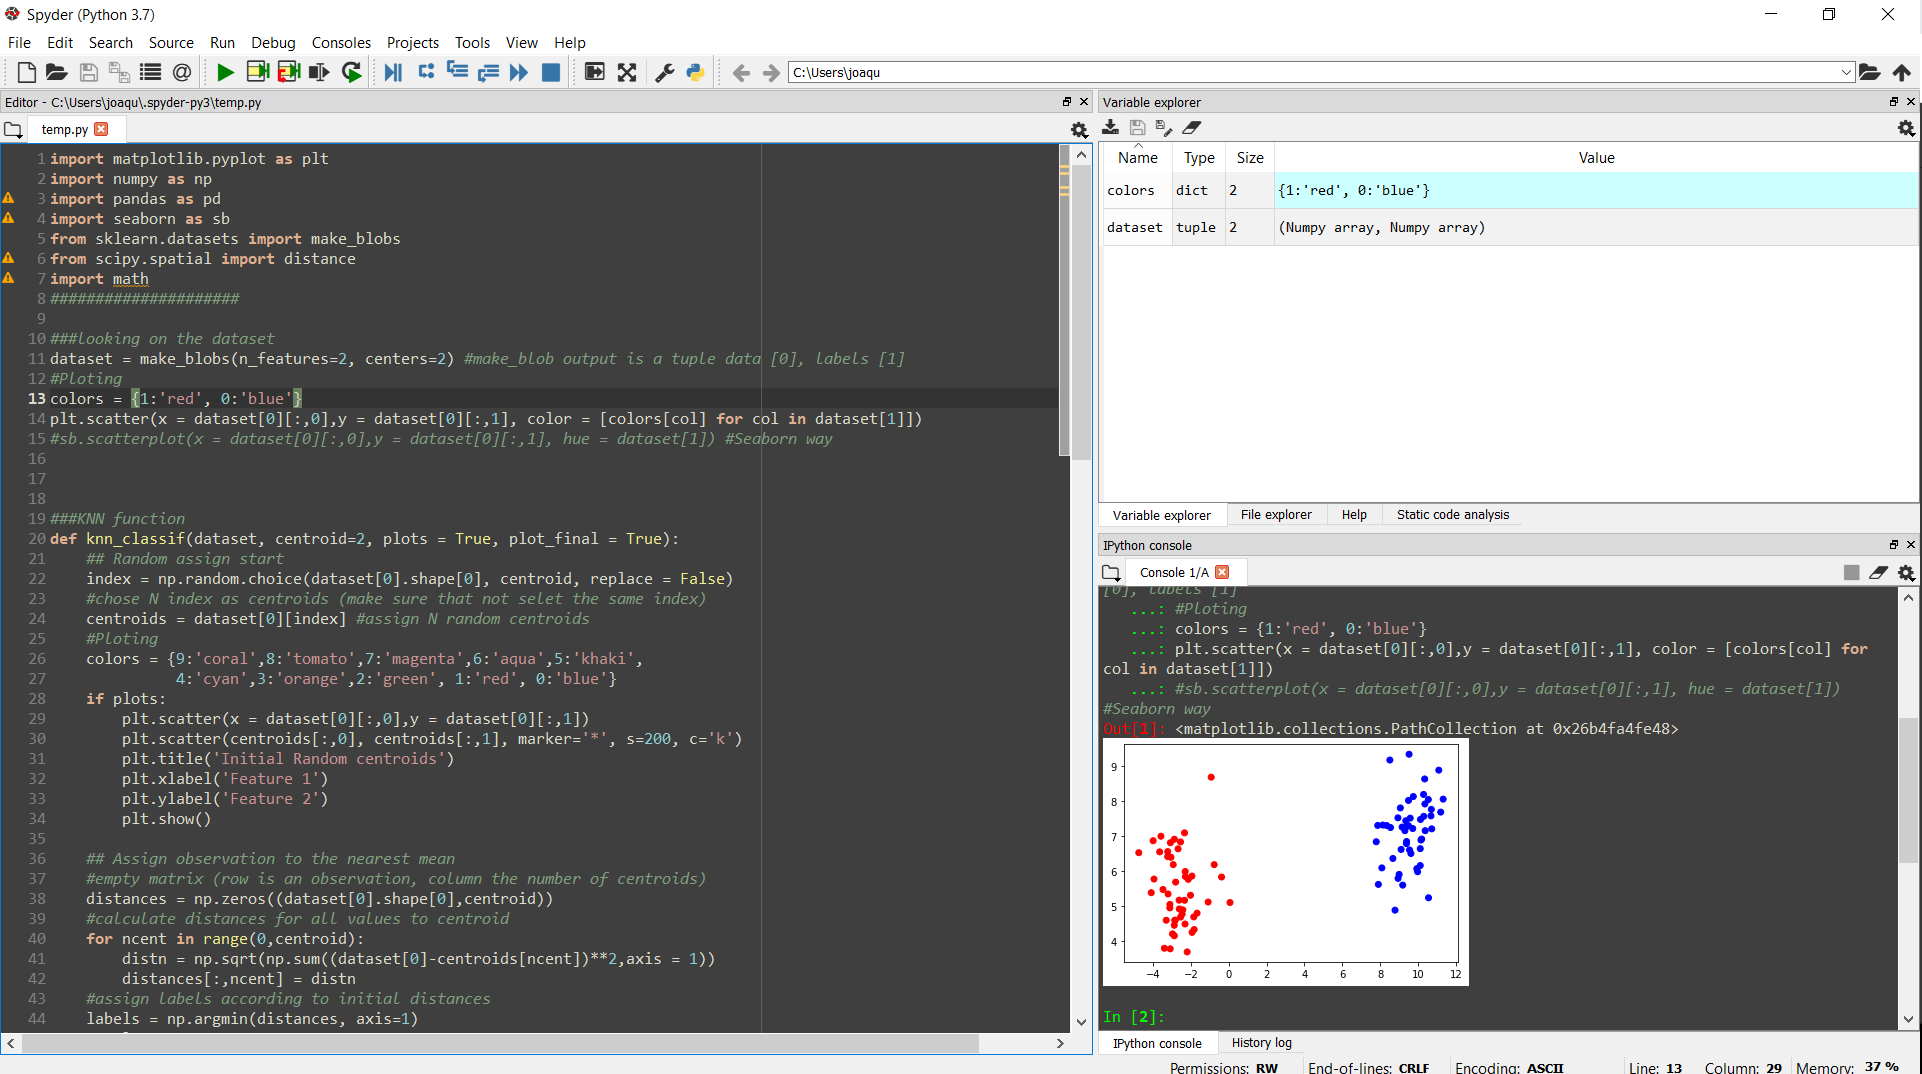 Spyder (Python 3.7)
File Edit Search Source Run Debug Consoles Projects Tools View Help
C:\Users\joaqu
Editor - C:\Users\joaqu\.spyder-py3\temp.py
temp.py
1 import matplotlib.pyplot as plt
2 import numpy as np
3 import pandas as pd
4 import seaborn as sb
5 from sklearn.datasets import make_blobs
6 from scipy.spatial import distance
7 import math
8 #####################
9
10 ###looking on the dataset
11 dataset = make_blobs(n_features=2, centers=2) #make_blob output is a tuple data [0], labels [1]
12 #Ploting
13 colors = {1:'red', 0:'blue'}
14 plt.scatter(x = dataset[0][:,0],y = dataset[0][:,1], color = [colors[col] for col in dataset[1]])
15 #sb.scatterplot(x = dataset[0][:,0],y = dataset[0][:,1], hue = dataset[1]) #Seaborn way
16
17
18
19 ###KNN function
20 def knn_classif(dataset, centroid=2, plots = True, plot_final = True):
21     ## Random assign start
22     index = np.random.choice(dataset[0].shape[0], centroid, replace = False)
23     #chose N index as centroids (make sure that not selet the same index)
24     centroids = dataset[0][index] #assign N random centroids
25     #Ploting
26     colors = {9:'coral',8:'tomato',7:'magenta',6:'aqua',5:'khaki',
27               4:'cyan',3:'orange',2:'green', 1:'red', 0:'blue'}
28     if plots:
29         plt.scatter(x = dataset[0][:,0],y = dataset[0][:,1])
30         plt.scatter(centroids[:,0], centroids[:,1], marker='*', s=200, c='k')
31         plt.title('Initial Random centroids')
32         plt.xlabel('Feature 1')
33         plt.ylabel('Feature 2')
34         plt.show()
35
36     ## Assign observation to the nearest mean
37     #empty matrix (row is an observation, column the number of centroids)
38     distances = np.zeros((dataset[0].shape[0],centroid))
39     #calculate distances for all values to centroid
40     for ncent in range(0,centroid):
41         distn = np.sqrt(np.sum((dataset[0]-centroids[ncent])**2,axis = 1))
42         distances[:,ncent] = distn
43     #assign labels according to initial distances
44     labels = np.argmin(distances, axis=1)
Variable explorer
Name Type Size Value
colors dict 2 {1:'red', 0:'blue'}
dataset tuple 2 (Numpy array, Numpy array)
Variable explorer File explorer Help Static code analysis
IPython console
Console 1/A
[0], labels [1]
...: #Ploting
...: colors = {1:'red', 0:'blue'}
...: plt.scatter(x = dataset[0][:,0],y = dataset[0][:,1], color = [colors[col] for
col in dataset[1]])
...: #sb.scatterplot(x = dataset[0][:,0],y = dataset[0][:,1], hue = dataset[1])
#Seaborn way
Out[1]: <matplotlib.collections.PathCollection at 0x26b4fa4fe48>
9
8
7
6
5
4
−4 −2 0 2 4 6 8 10 12
In [2]:
IPython console History log
Permissions: RW End-of-lines: CRLF Encoding: ASCII Line: 13 Column: 29 Memory: 37 %